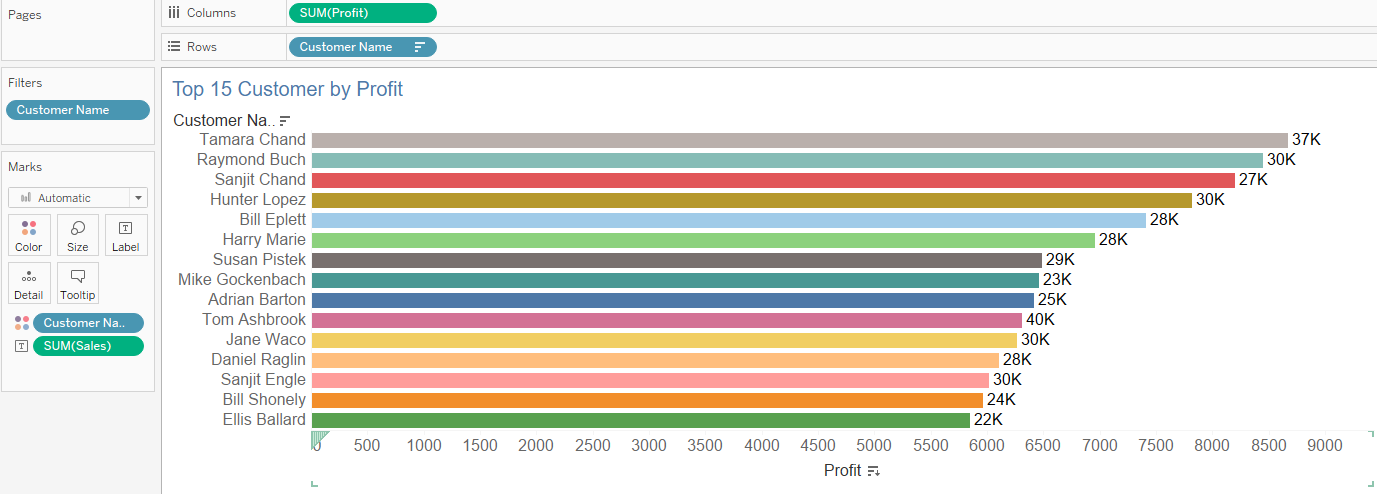 Pages
Columns SUM(Profit)
Rows Customer Name
Filters
Customer Name
Marks
Automatic
Color Size Label
Detail Tooltip
Customer Na..
T SUM(Sales)
Top 15 Customer by Profit
Customer Na..
Tamara Chand 37K
Raymond Buch 30K
Sanjit Chand 27K
Hunter Lopez 30K
Bill Eplett 28K
Harry Marie 28K
Susan Pistek 29K
Mike Gockenbach 23K
Adrian Barton 25K
Tom Ashbrook 40K
Jane Waco 30K
Daniel Raglin 28K
Sanjit Engle 30K
Bill Shonely 24K
Ellis Ballard 22K
0 500 1000 1500 2000 2500 3000 3500 4000 4500 5000 5500 6000 6500 7000 7500 8000 8500 9000
Profit